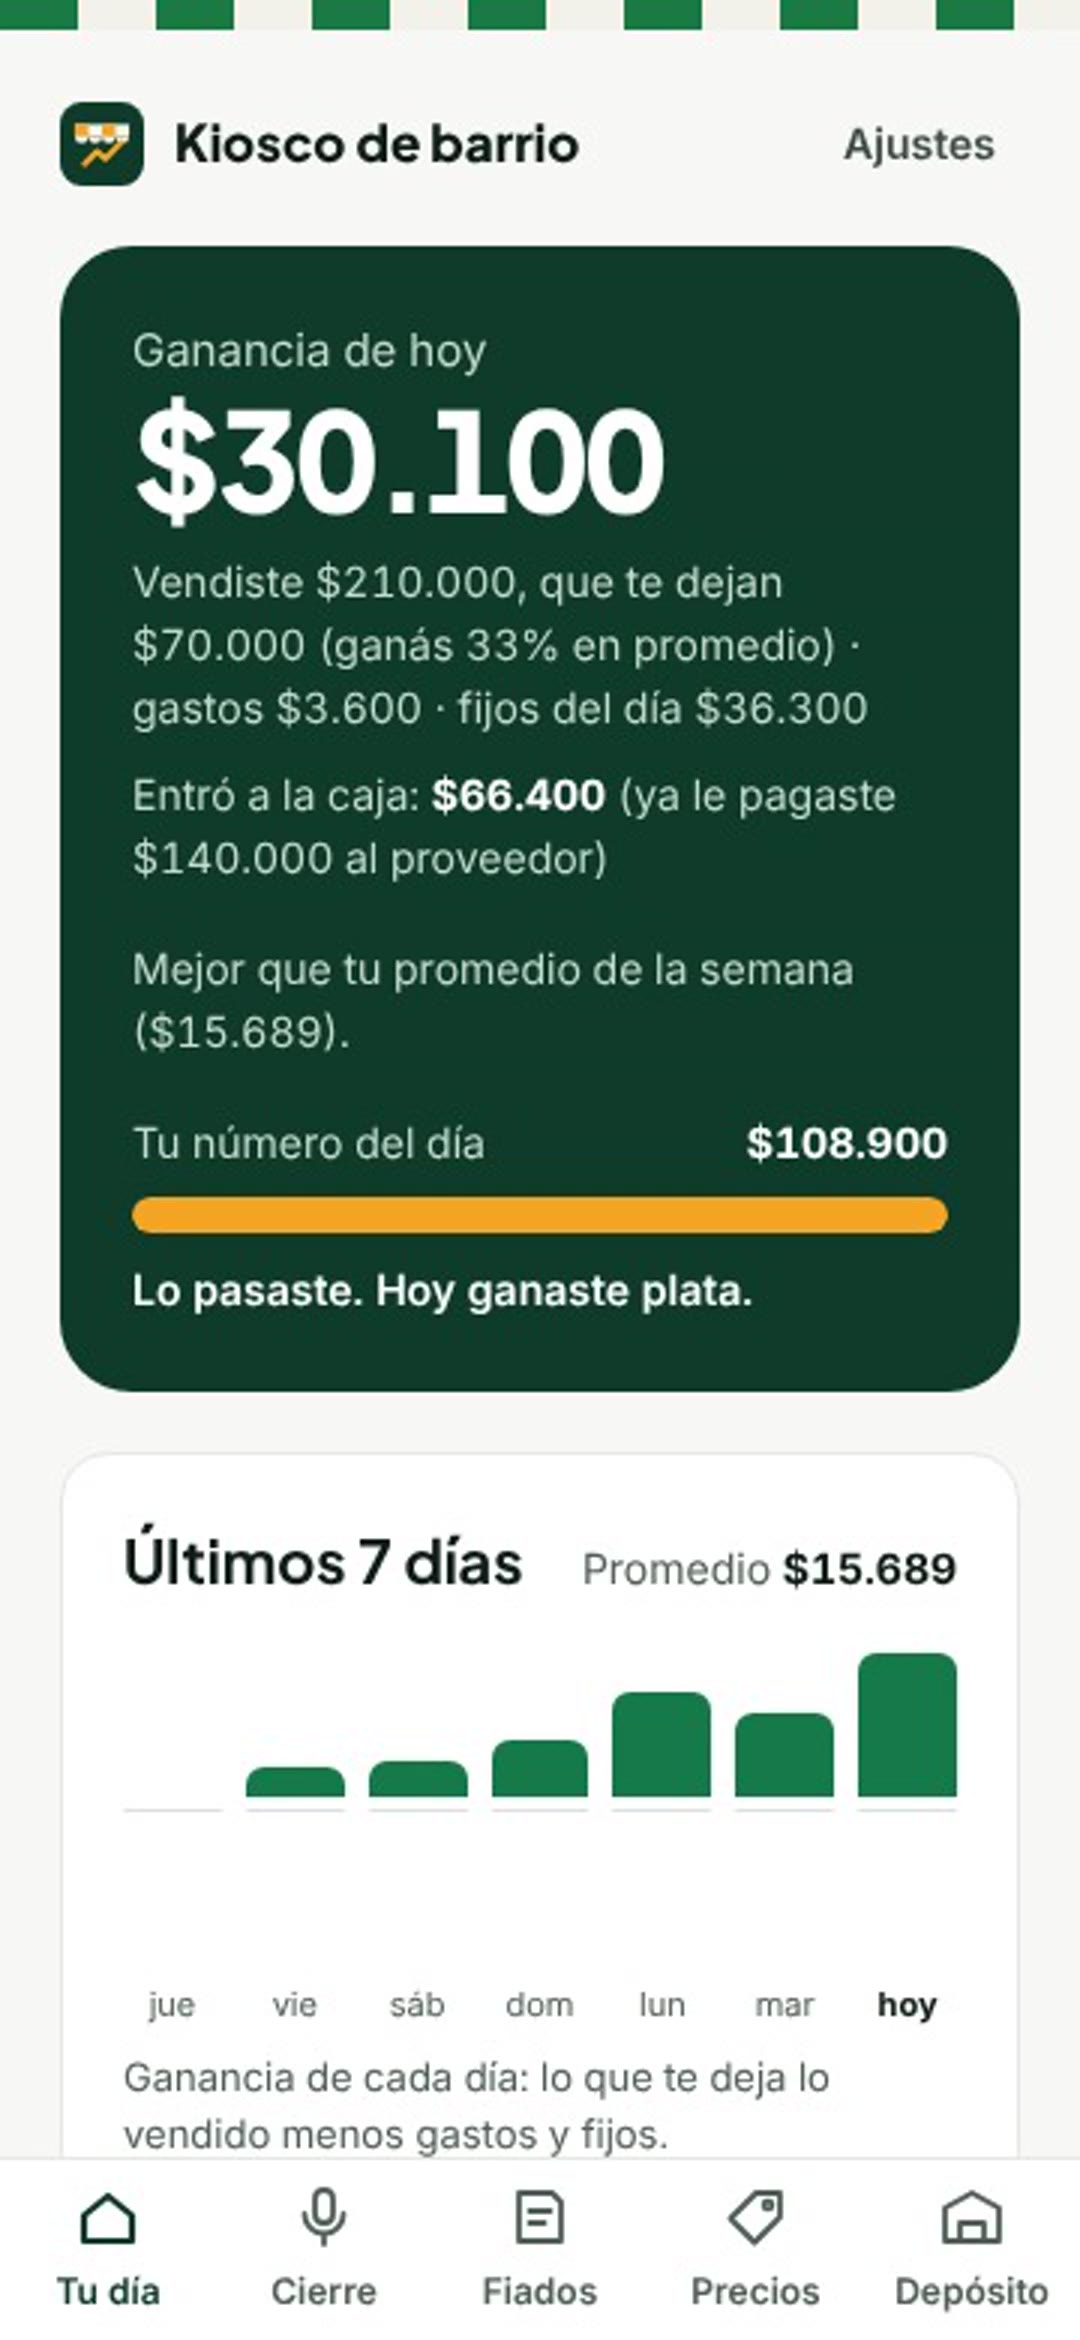 Kiosco de barrio
Ajustes
Ganancia de hoy
$30.100
Vendiste $210.000, que te dejan
$70.000 (ganás 33% en promedio) ·
gastos $3.600 · fijos del día $36.300
Entró a la caja: $66.400 (ya le pagaste
$140.000 al proveedor)
Mejor que tu promedio de la semana
($15.689).
Tu número del día $108.900
Lo pasaste. Hoy ganaste plata.
Últimos 7 días Promedio $15.689
jue vie sáb dom lun mar hoy
Ganancia de cada día: lo que te deja lo
vendido menos gastos y fijos.
Tu día Cierre Fiados Precios Depósito